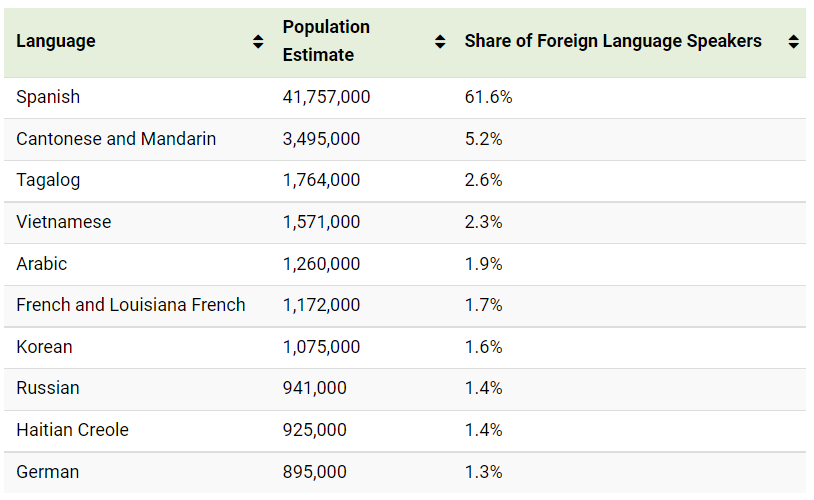 Language Population Estimate Share of Foreign Language Speakers
Spanish 41,757,000 61.6%
Cantonese and Mandarin 3,495,000 5.2%
Tagalog 1,764,000 2.6%
Vietnamese 1,571,000 2.3%
Arabic 1,260,000 1.9%
French and Louisiana French 1,172,000 1.7%
Korean 1,075,000 1.6%
Russian 941,000 1.4%
Haitian Creole 925,000 1.4%
German 895,000 1.3%